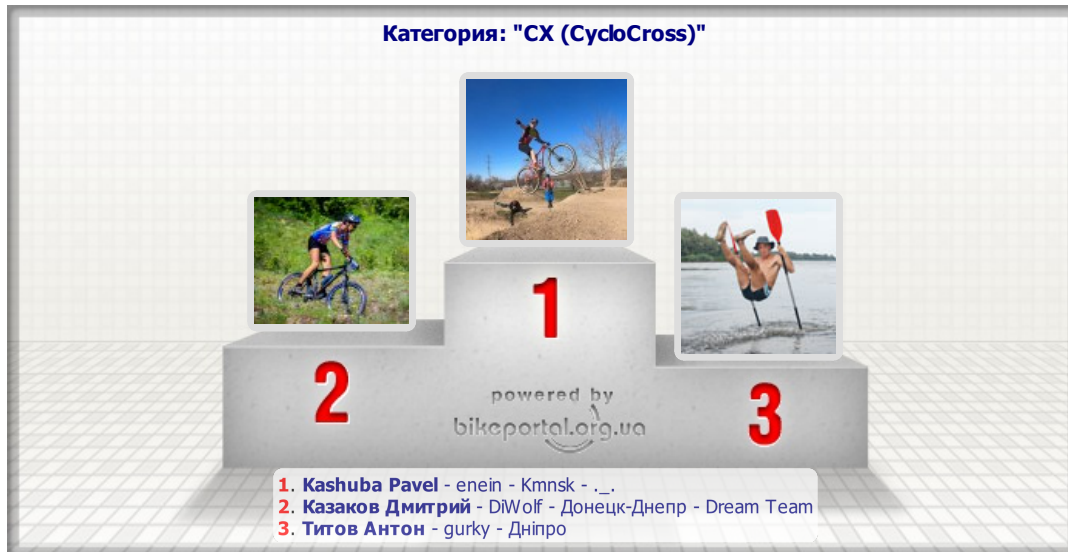 Категория: "CX (CycloCross)"
1
2
3
powered by
bikeportal.org.ua
1. Kashuba Pavel - enein - Kmnsk - ._.
2. Казаков Дмитрий - DiWolf - Донецк-Днепр - Dream Team
3. Титов Антон - gurky - Дніпро